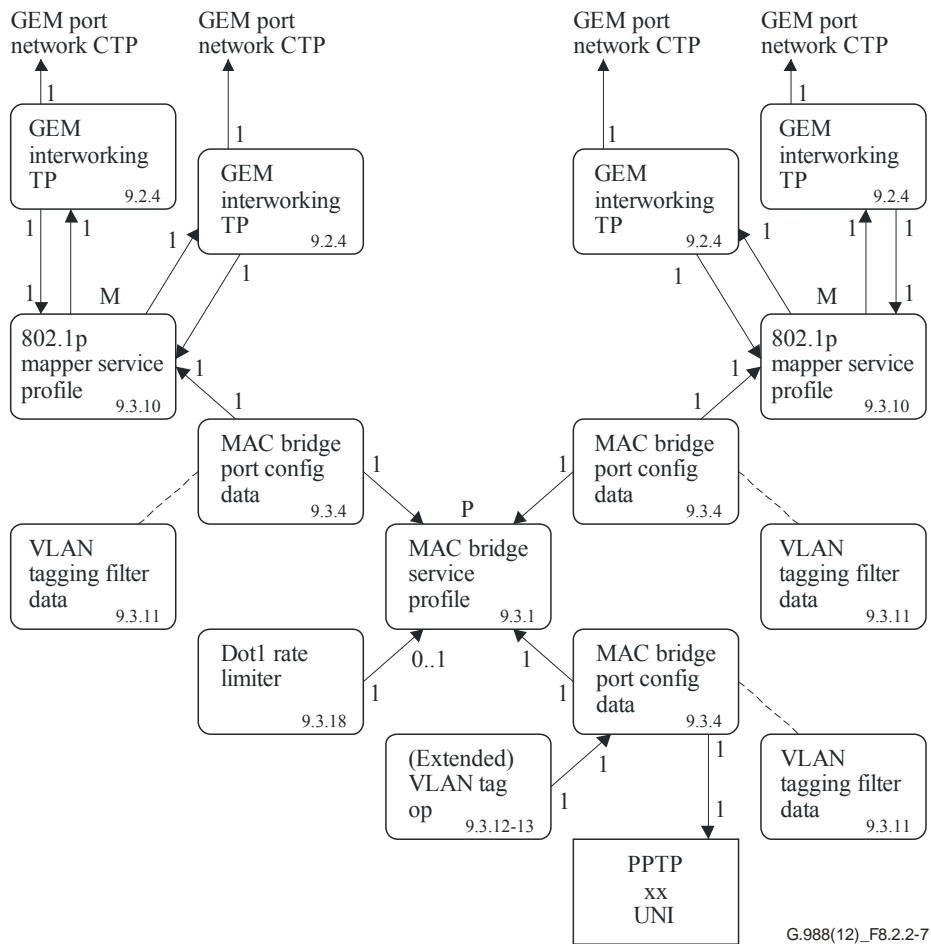 GEM port
network CTP
GEM port
network CTP
GEM port
network CTP
GEM port
network CTP
1
1
1
1
GEM
interworking
TP
9.2.4
GEM
interworking
TP
9.2.4
GEM
interworking
TP
9.2.4
GEM
interworking
TP
9.2.4
1
1
1
1
1
1
1
1
1
M
M
1
802.1p
mapper service
profile
9.3.10
802.1p
mapper service
profile
9.3.10
1
1
1
1
MAC bridge
port config
data
9.3.4
1
1
MAC bridge
port config
data
9.3.4
P
VLAN
tagging filter
data
9.3.11
MAC bridge
service
profile
9.3.1
VLAN
tagging filter
data
9.3.11
Dot1 rate
limiter
9.3.18
1
0..1
1
1
MAC bridge
port config
data
9.3.4
(Extended)
VLAN tag
op
9.3.12-13
1
1
1
1
VLAN
tagging filter
data
9.3.11
PPTP
xx
UNI
G.988(12)_F8.2.2-7